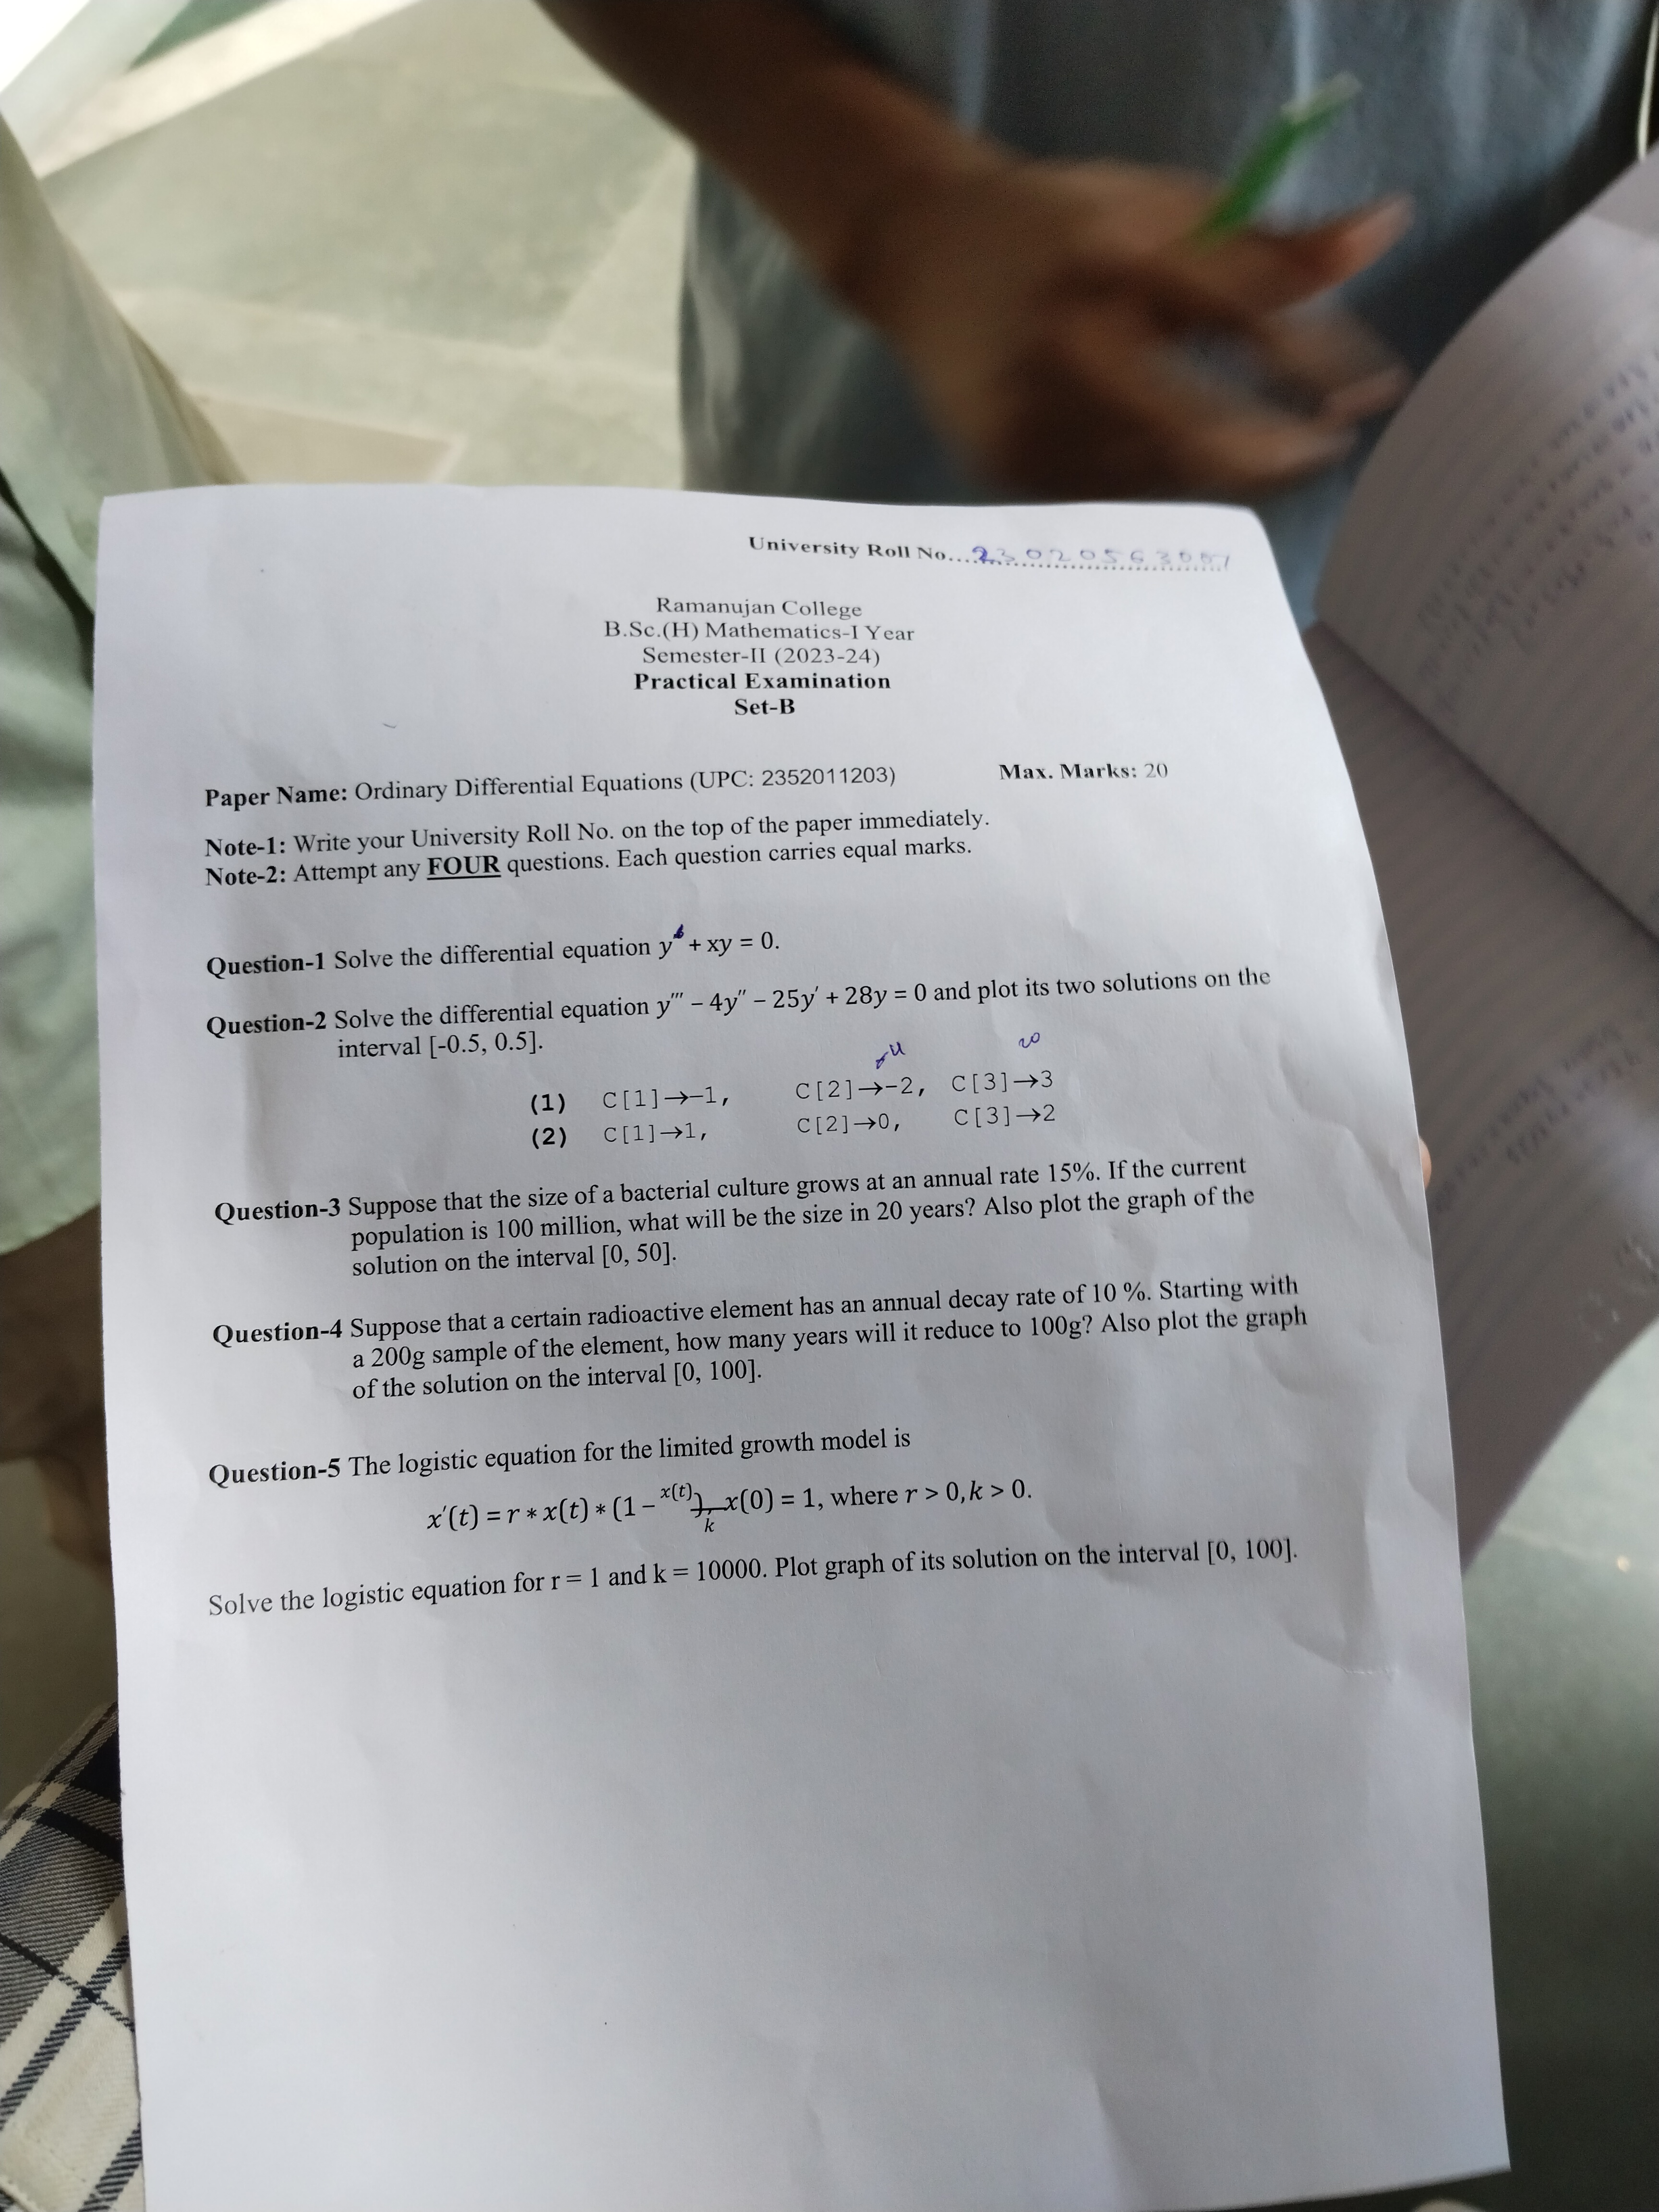 University Roll No...23020563007
Ramanujan College
B.Sc.(H) Mathematics-I Year
Semester-II (2023-24)
Practical Examination
Set-B
Paper Name: Ordinary Differential Equations (UPC: 2352011203) Max. Marks: 20
Note-1: Write your University Roll No. on the top of the paper immediately.
Note-2: Attempt any FOUR questions. Each question carries equal marks.
Question-1 Solve the differential equation y + xy = 0.
Question-2 Solve the differential equation y‴ − 4y″ − 25y′ + 28y = 0 and plot its two solutions on the
interval [-0.5, 0.5].
(1) C[1]→−1, C[2]→−2, C[3]→3
(2) C[1]→1, C[2]→0, C[3]→2
Question-3 Suppose that the size of a bacterial culture grows at an annual rate 15%. If the current
population is 100 million, what will be the size in 20 years? Also plot the graph of the
solution on the interval [0, 50].
Question-4 Suppose that a certain radioactive element has an annual decay rate of 10 %. Starting with
a 200g sample of the element, how many years will it reduce to 100g? Also plot the graph
of the solution on the interval [0, 100].
Question-5 The logistic equation for the limited growth model is
x′(t) = r ∗ x(t) ∗ (1 − x(t)/k), x(0) = 1, where r > 0, k > 0.
Solve the logistic equation for r = 1 and k = 10000. Plot graph of its solution on the interval [0, 100].